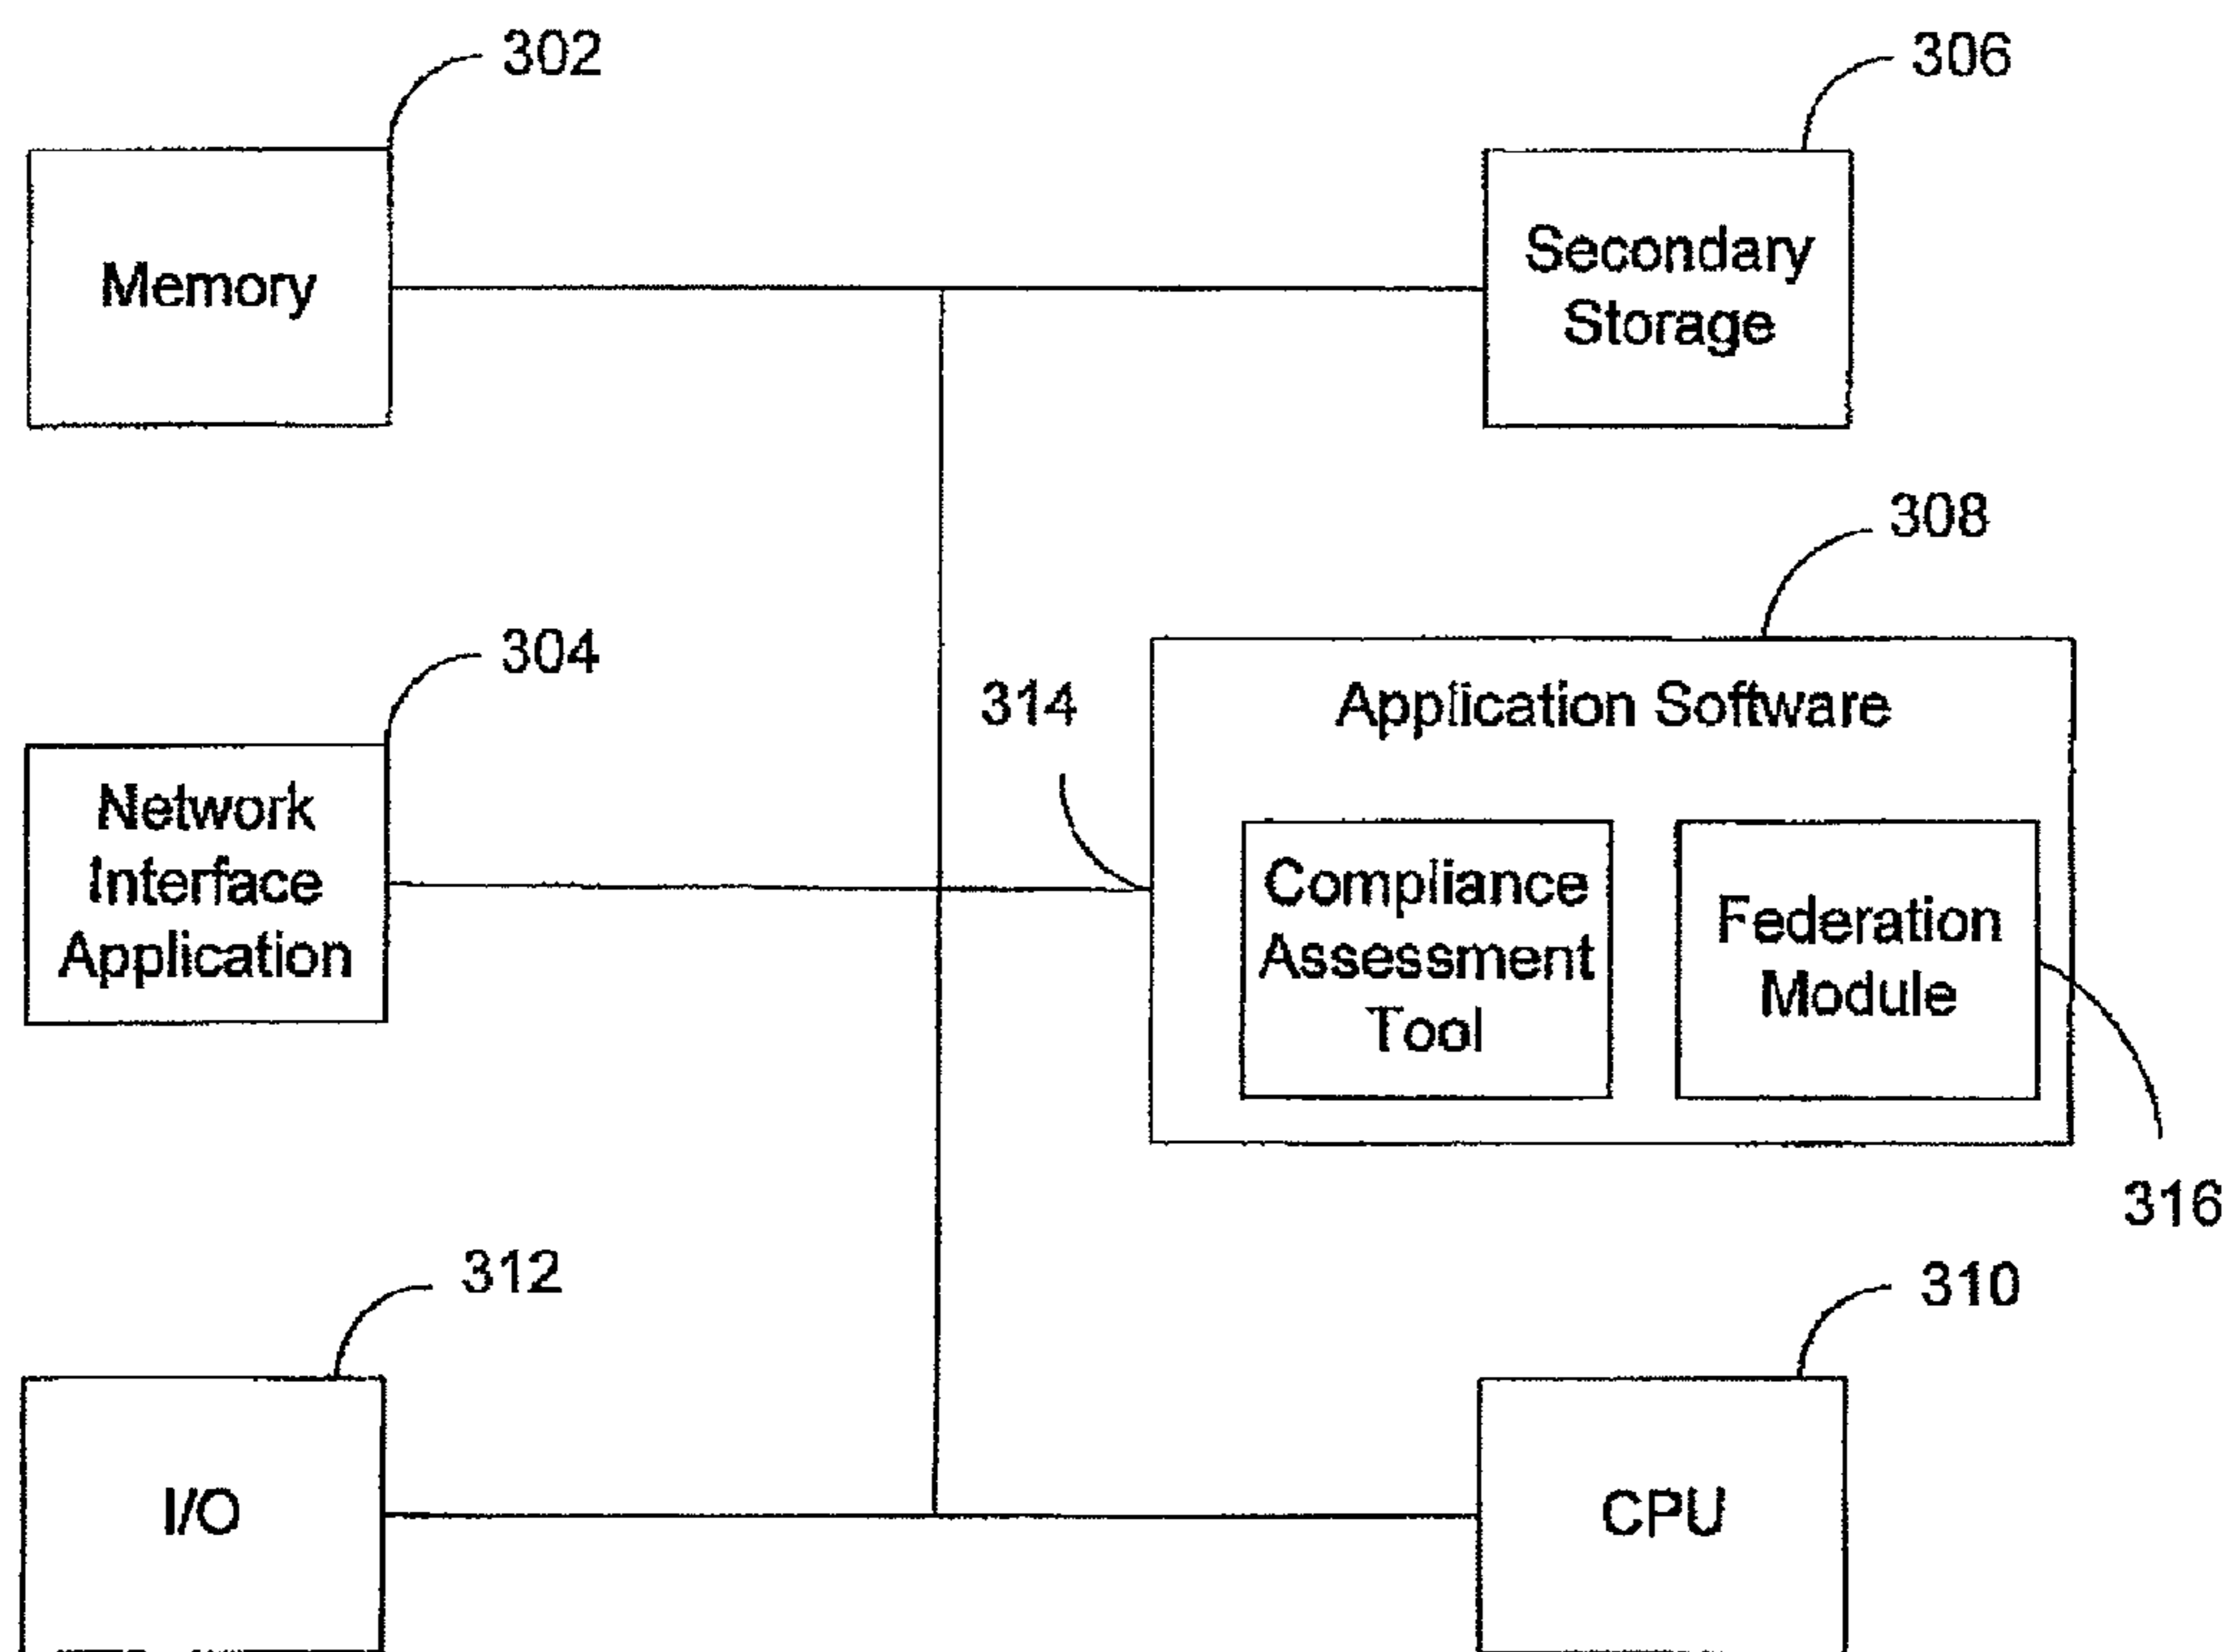 302
306
Memory
Secondary
Storage
308
304
314
Application Software
Network
Interface
Application
Compliance
Assessment
Tool
Federation
Module
316
312
310
I/O
CPU